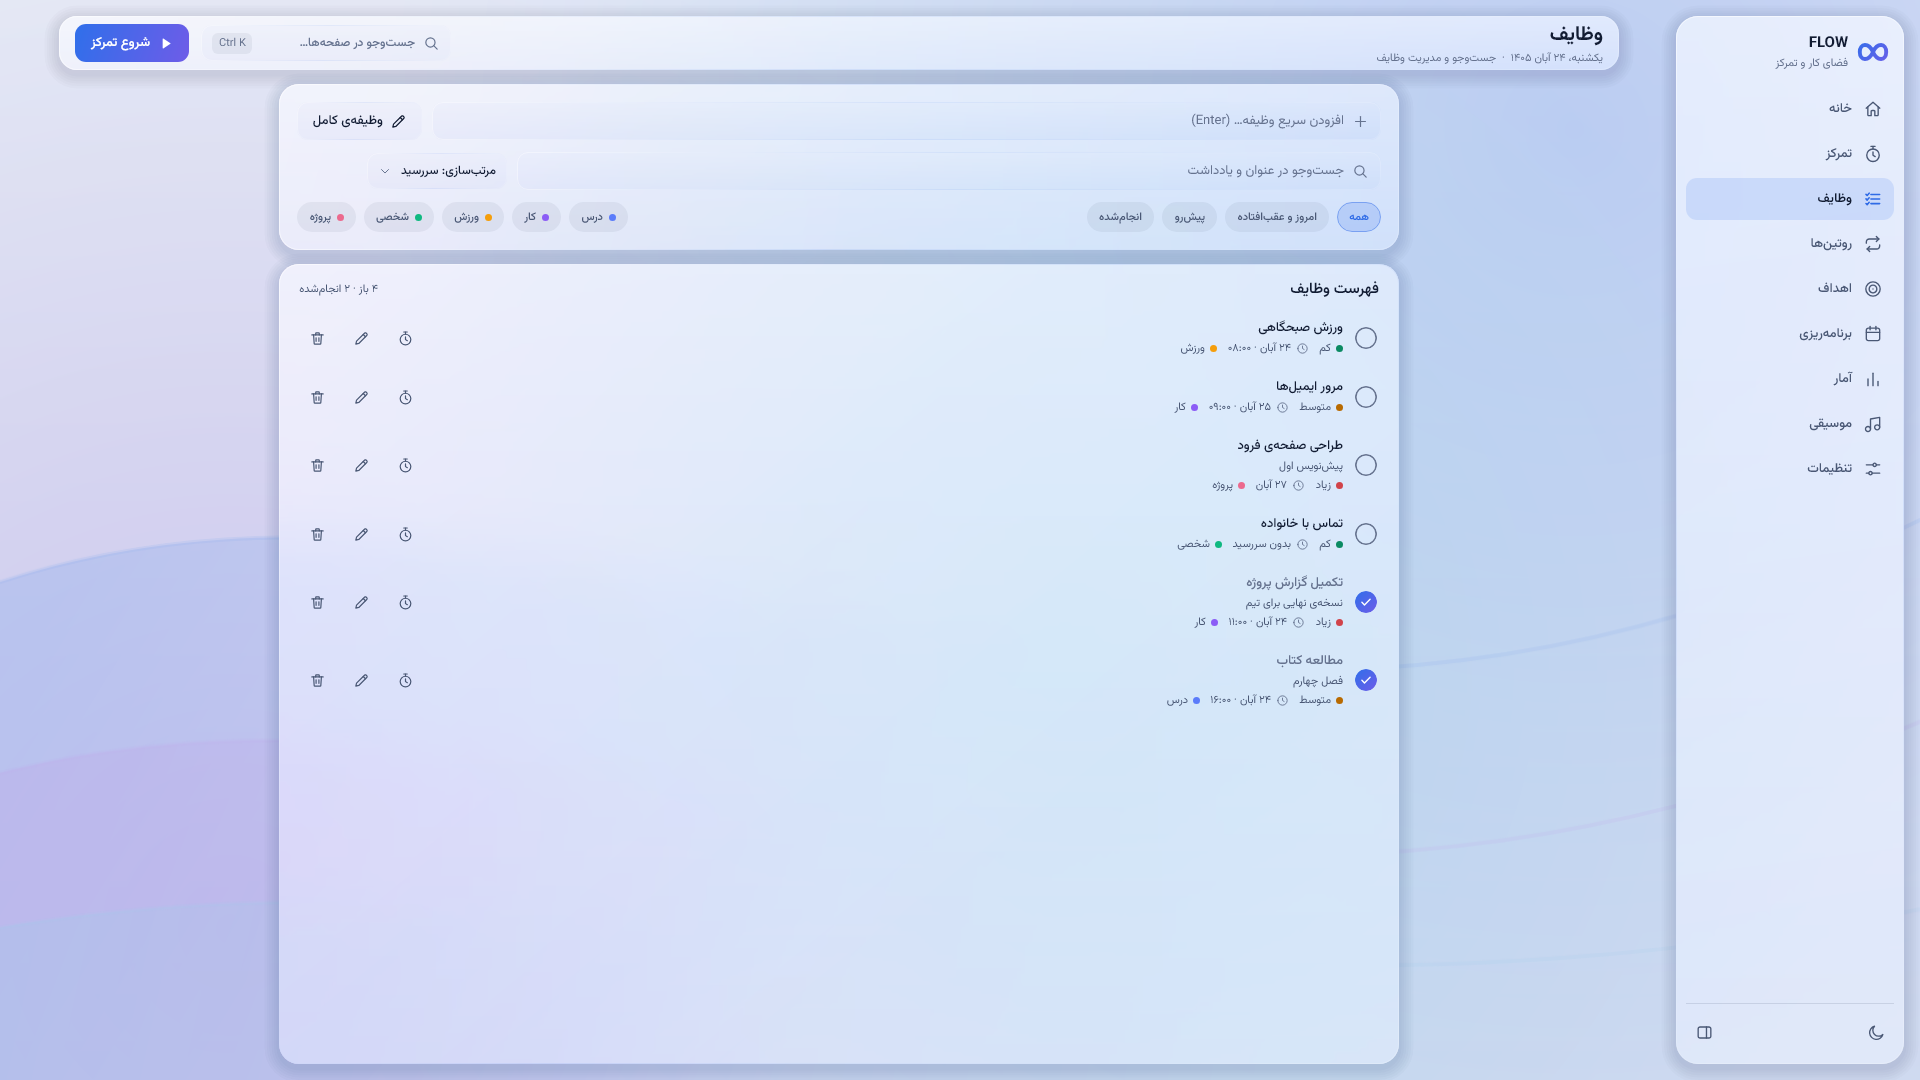 FLOW
فضای کار و تمرکز
خانه
تمرکز
وظایف
روتین‌ها
اهداف
برنامه‌ریزی
آمار
موسیقی
تنظیمات
وظایف
یکشنبه، ۲۴ آبان ۱۴۰۵ · جست‌وجو و مدیریت وظایف
جست‌وجو در صفحه‌ها... Ctrl K
شروع تمرکز
افزودن سریع وظیفه... (Enter)
وظیفه‌ی کامل
جست‌وجو در عنوان و یادداشت
مرتب‌سازی: سررسید
همه امروز و عقب‌افتاده پیش‌رو انجام‌شده
درس کار ورزش شخصی پروژه
فهرست وظایف
۴ باز · ۲ انجام‌شده
ورزش صبحگاهی
کم ۲۴ آبان · ۰۸:۰۰ ورزش
مرور ایمیل‌ها
متوسط ۲۵ آبان · ۰۹:۰۰ کار
طراحی صفحه‌ی فرود
پیش‌نویس اول
زیاد ۲۷ آبان پروژه
تماس با خانواده
کم بدون سررسید شخصی
تکمیل گزارش پروژه
نسخه‌ی نهایی برای تیم
زیاد ۲۴ آبان · ۱۱:۰۰ کار
مطالعه کتاب
فصل چهارم
متوسط ۲۴ آبان · ۱۶:۰۰ درس